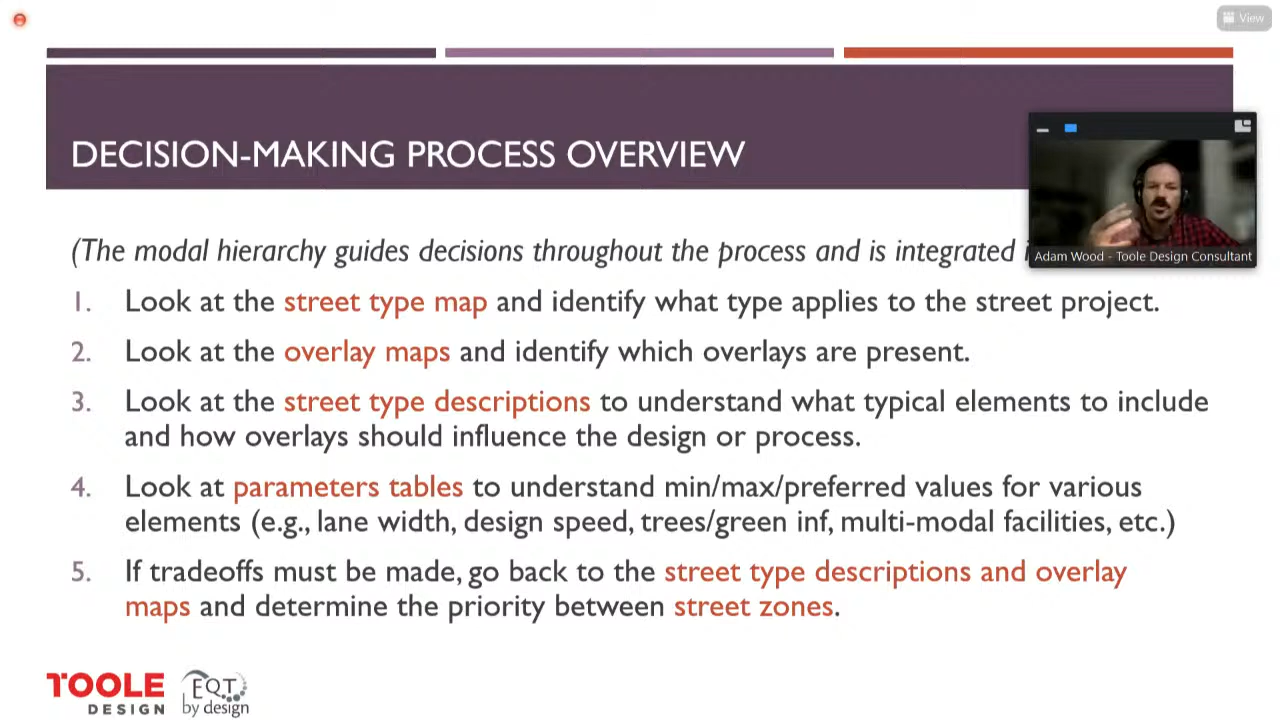 View
DECISION-MAKING PROCESS OVERVIEW
Adam Wood - Toole Design Consultant
(The modal hierarchy guides decisions throughout the process and is integrated
1. Look at the street type map and identify what type applies to the street project.
2. Look at the overlay maps and identify which overlays are present.
3. Look at the street type descriptions to understand what typical elements to include
and how overlays should influence the design or process.
4. Look at parameters tables to understand min/max/preferred values for various
elements (e.g., lane width, design speed, trees/green inf, multi-modal facilities, etc.)
5. If tradeoffs must be made, go back to the street type descriptions and overlay
maps and determine the priority between street zones.
TOOLE
DESIGN
EQT
by design